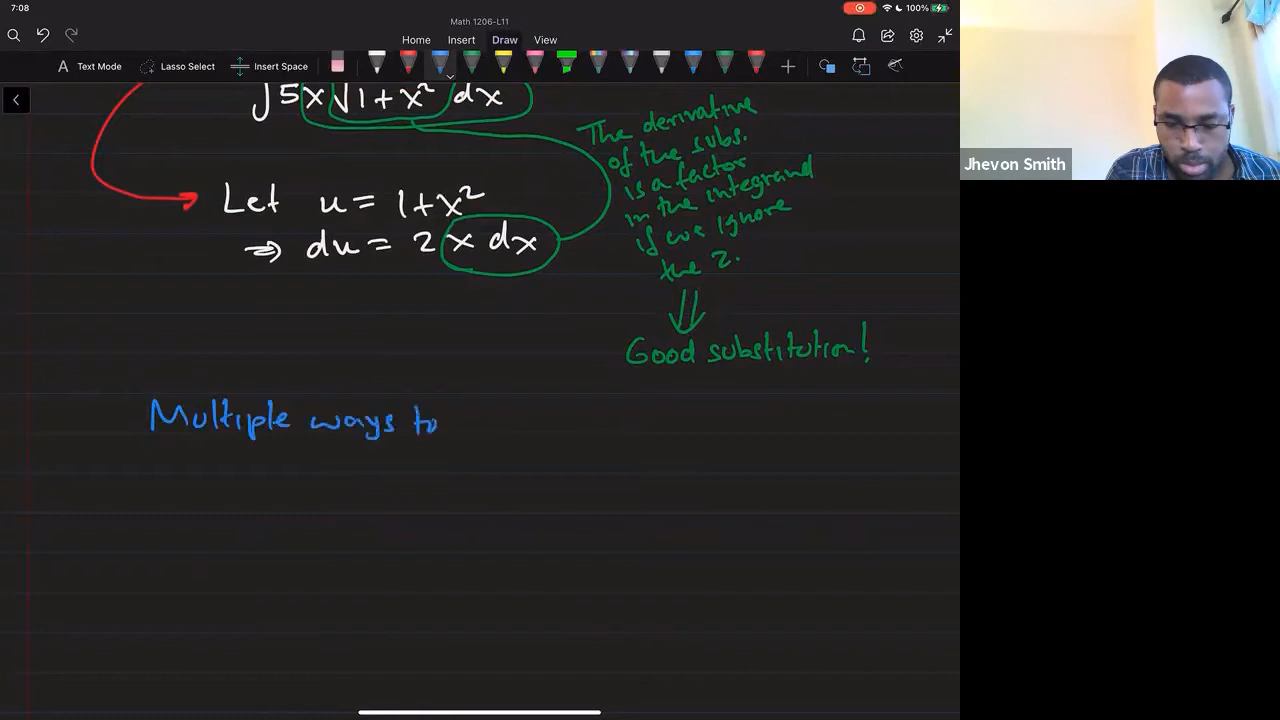 7:08
100%
Math 1206-L11
Home Insert Draw View
Text Mode Lasso Select Insert Space
∫5x√1+x² dx
The derivative
of the subs.
is a factor
in the integrand
if we ignore
the 2.
Let u = 1+x²
⇒ du = 2 x dx
⇓
Good substitution!
Multiple ways to
Jhevon Smith